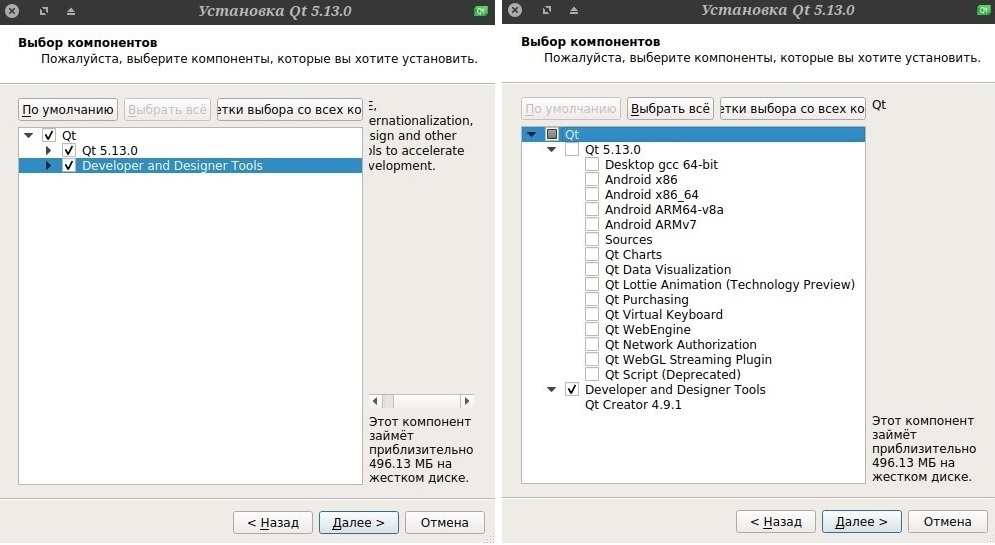 Установка Qt 5.13.0
Выбор компонентов
Пожалуйста, выберите компоненты, которые вы хотите установить.
По умолчанию
Выбрать всё
етки выбора со всех ко
Qt
Qt 5.13.0
Developer and Designer Tools
E,
ernationalization,
sign and other
ols to accelerate
velopment.
Этот компонент
займёт
приблизительно
496.13 МБ на
жестком диске.
< Назад
Далее >
Отмена
Установка Qt 5.13.0
Qt
Выбор компонентов
Пожалуйста, выберите компоненты, которые вы хотите установить.
По умолчанию
Выбрать всё
етки выбора со всех ко
Qt
Qt
Qt 5.13.0
Desktop gcc 64-bit
Android x86
Android x86_64
Android ARM64-v8a
Android ARMv7
Sources
Qt Charts
Qt Data Visualization
Qt Lottie Animation (Technology Preview)
Qt Purchasing
Qt Virtual Keyboard
Qt WebEngine
Qt Network Authorization
Qt WebGL Streaming Plugin
Qt Script (Deprecated)
Developer and Designer Tools
Qt Creator 4.9.1
Этот компонент
займёт
приблизительно
496.13 МБ на
жестком диске.
< Назад
Далее >
Отмена